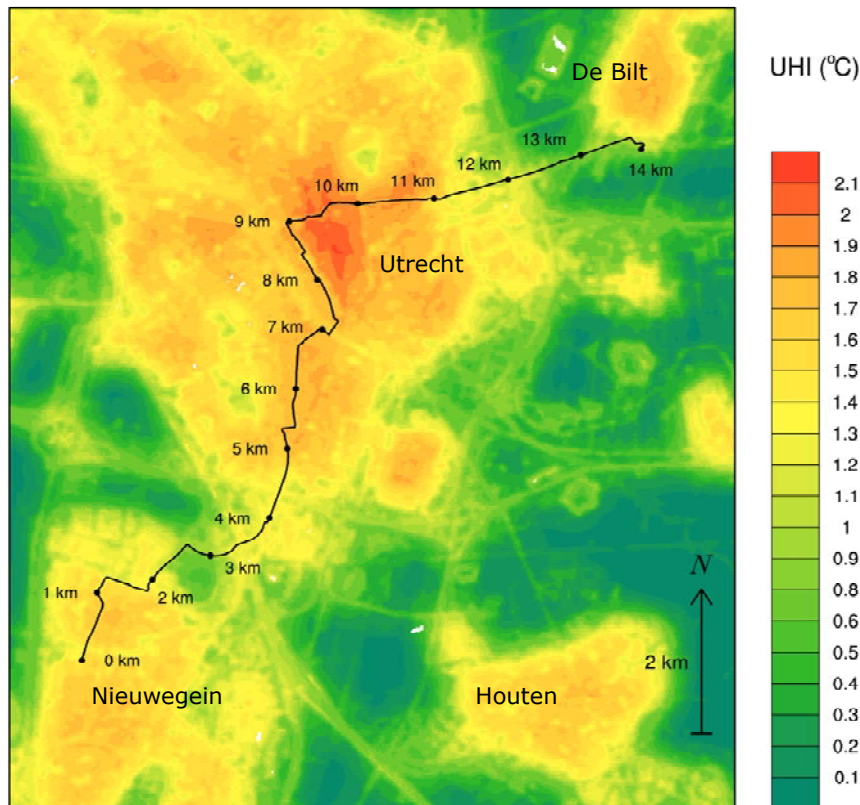 De Bilt
UHI (°C)
13 km
12 km
14 km
10 km
11 km
9 km
Utrecht
8 km
7 km
6 km
5 km
4 km
3 km
1 km
2 km
0 km
Nieuwegein
Houten
N
2 km
2.1
2
1.9
1.8
1.7
1.6
1.5
1.4
1.3
1.2
1.1
1
0.9
0.8
0.7
0.6
0.5
0.4
0.3
0.2
0.1